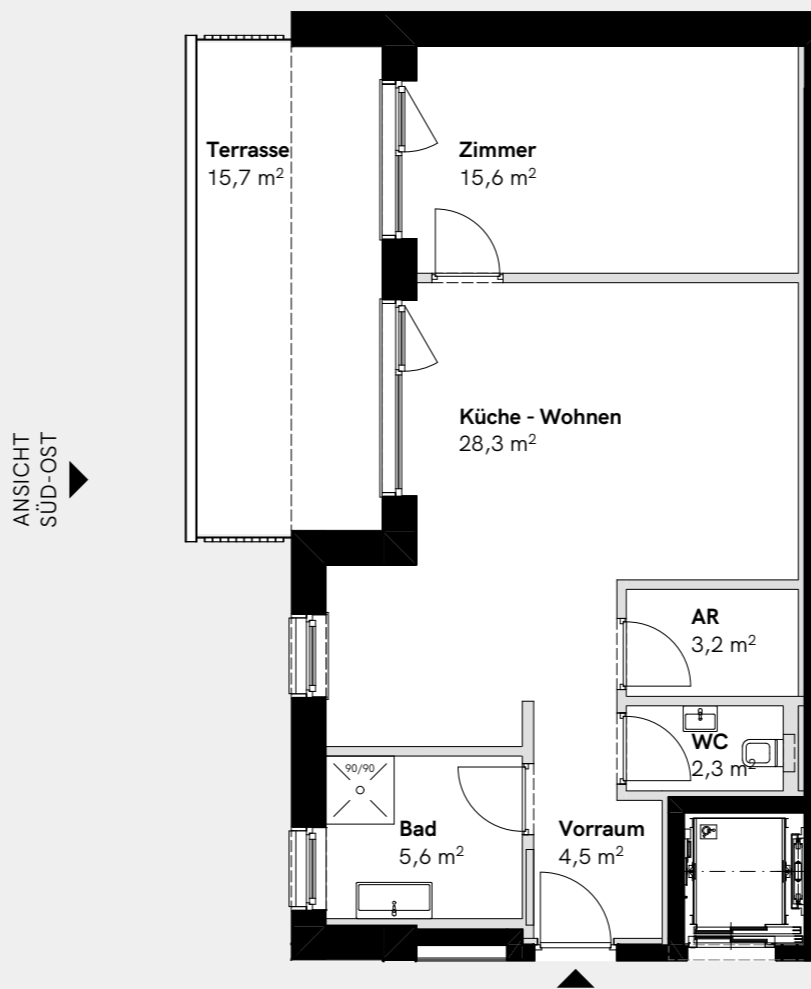 Terrasse
15,7 m²
Zimmer
15,6 m²
Küche - Wohnen
28,3 m²
ANSICHT
SÜD-OST
AR
3,2 m²
WC
2,3 m²
90/90
Bad
5,6 m²
Vorraum
4,5 m²